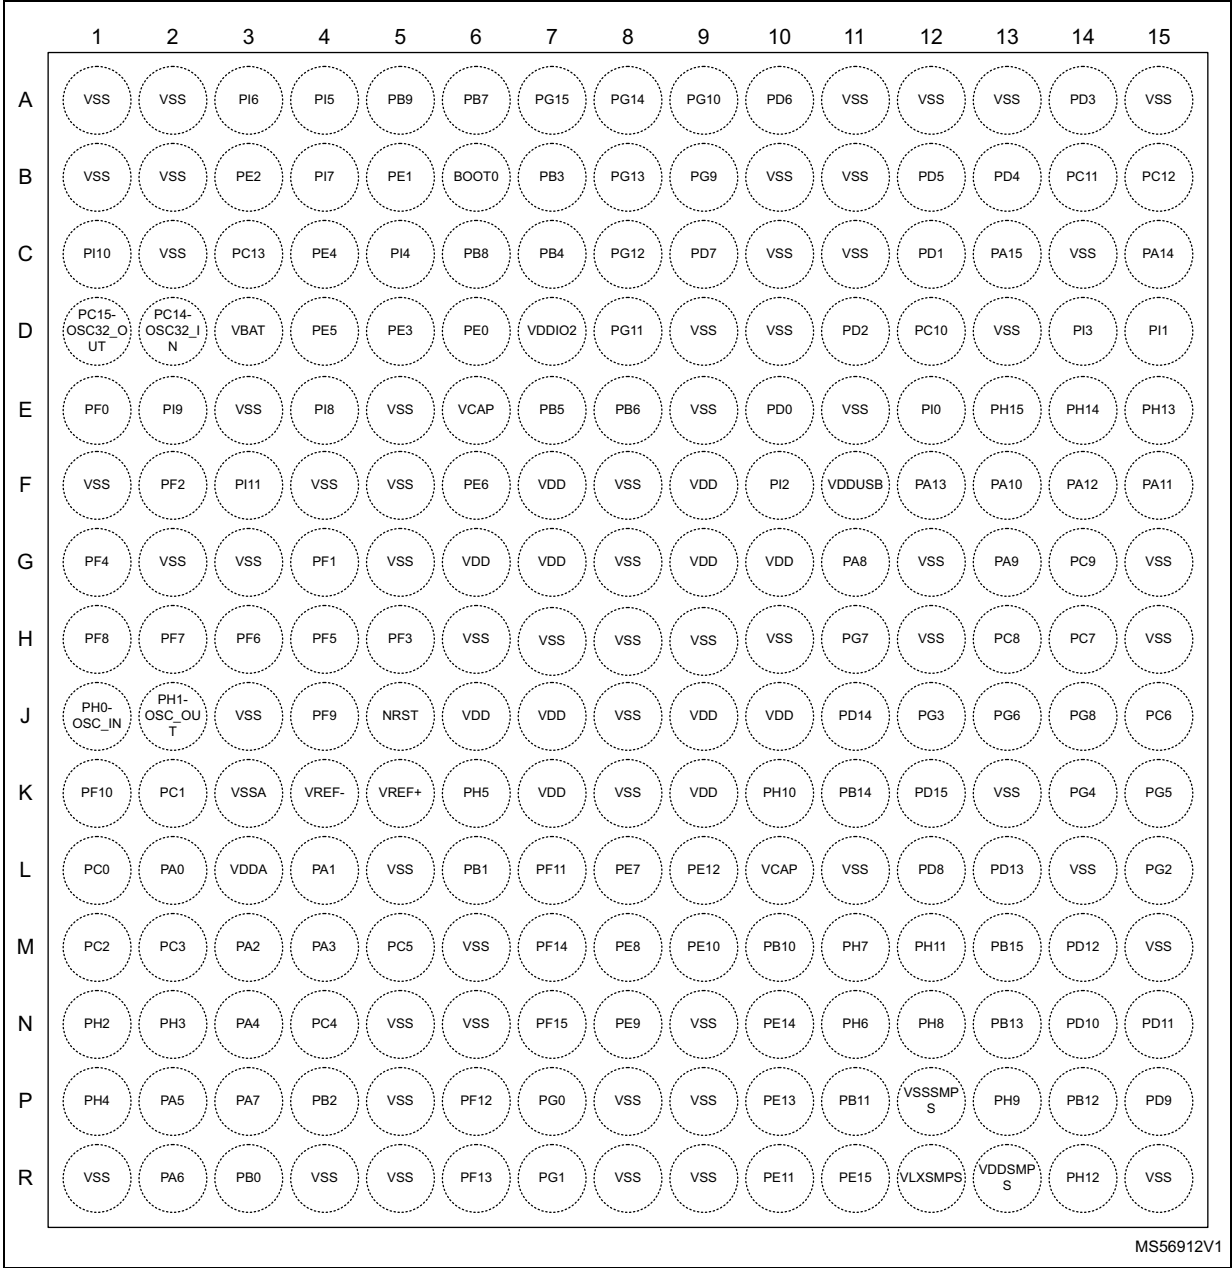 1 2 3 4 5 6 7 8 9 10 11 12 13 14 15
A VSS VSS PI6 PI5 PB9 PB7 PG15 PG14 PG10 PD6 VSS VSS VSS PD3 VSS
B VSS VSS PE2 PI7 PE1 BOOT0 PB3 PG13 PG9 VSS VSS PD5 PD4 PC11 PC12
C PI10 VSS PC13 PE4 PI4 PB8 PB4 PG12 PD7 VSS VSS PD1 PA15 VSS PA14
D PC15-OSC32_OUT PC14-OSC32_IN VBAT PE5 PE3 PE0 VDDIO2 PG11 VSS VSS PD2 PC10 VSS PI3 PI1
E PF0 PI9 VSS PI8 VSS VCAP PB5 PB6 VSS PD0 VSS PI0 PH15 PH14 PH13
F VSS PF2 PI11 VSS VSS PE6 VDD VSS VDD PI2 VDDUSB PA13 PA10 PA12 PA11
G PF4 VSS VSS PF1 VSS VDD VDD VSS VDD VDD PA8 VSS PA9 PC9 VSS
H PF8 PF7 PF6 PF5 PF3 VSS VSS VSS VSS VSS PG7 VSS PC8 PC7 VSS
J PH0-OSC_IN PH1-OSC_OUT VSS PF9 NRST VDD VDD VSS VDD VDD PD14 PG3 PG6 PG8 PC6
K PF10 PC1 VSSA VREF- VREF+ PH5 VDD VSS VDD PH10 PB14 PD15 VSS PG4 PG5
L PC0 PA0 VDDA PA1 VSS PB1 PF11 PE7 PE12 VCAP VSS PD8 PD13 VSS PG2
M PC2 PC3 PA2 PA3 PC5 VSS PF14 PE8 PE10 PB10 PH7 PH11 PB15 PD12 VSS
N PH2 PH3 PA4 PC4 VSS VSS PF15 PE9 VSS PE14 PH6 PH8 PB13 PD10 PD11
P PH4 PA5 PA7 PB2 VSS PF12 PG0 VSS VSS PE13 PB11 VSSSMPS PH9 PB12 PD9
R VSS PA6 PB0 VSS VSS PF13 PG1 VSS VSS PE11 PE15 VLXSMPS VDDSMPS PH12 VSS
MS56912V1